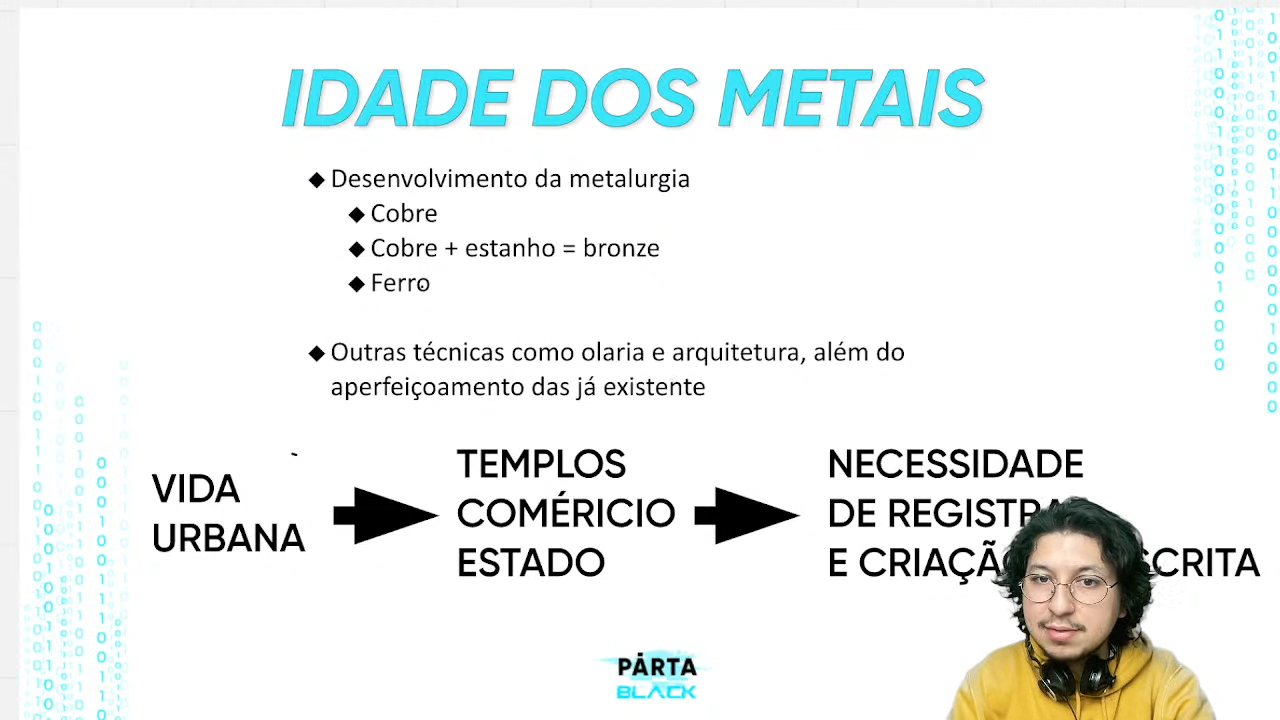 IDADE DOS METAIS
◆ Desenvolvimento da metalurgia
◆ Cobre
◆ Cobre + estanho = bronze
◆ Ferro
◆ Outras técnicas como olaria e arquitetura, além do
aperfeiçoamento das já existente
VIDA
URBANA
TEMPLOS
COMÉRICIO
ESTADO
NECESSIDADE
DE
E
PÄRTA
BLACK